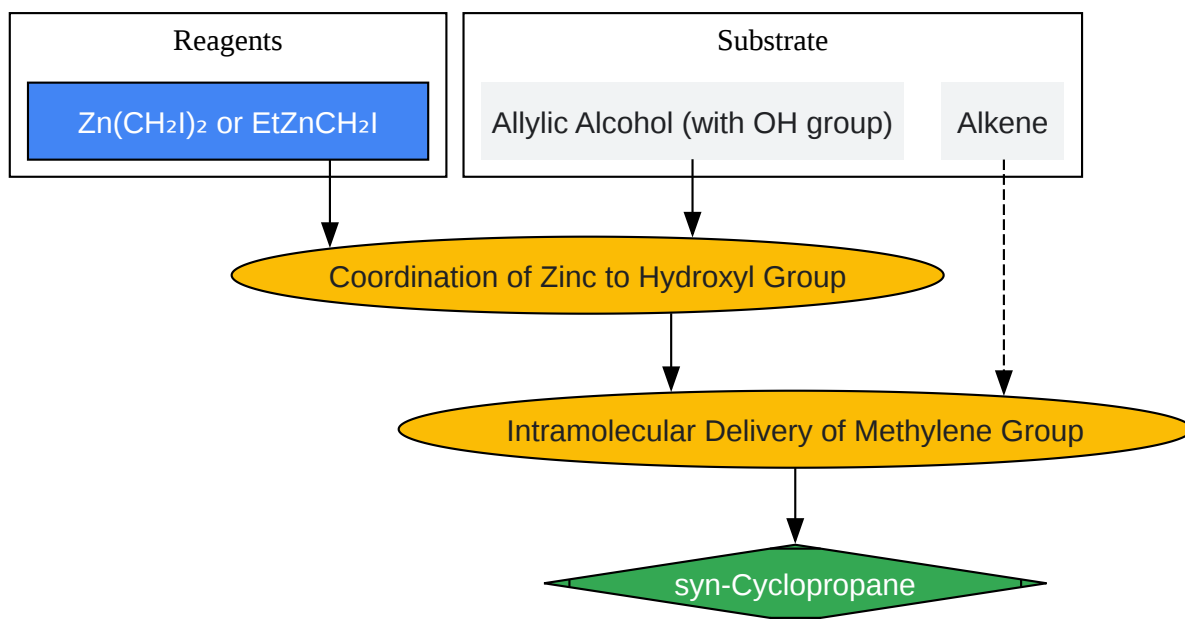 Reagents
Substrate
Zn(CH₂I)₂ or EtZnCH₂I
Allylic Alcohol (with OH group)
Alkene
Coordination of Zinc to Hydroxyl Group
Intramolecular Delivery of Methylene Group
syn-Cyclopropane